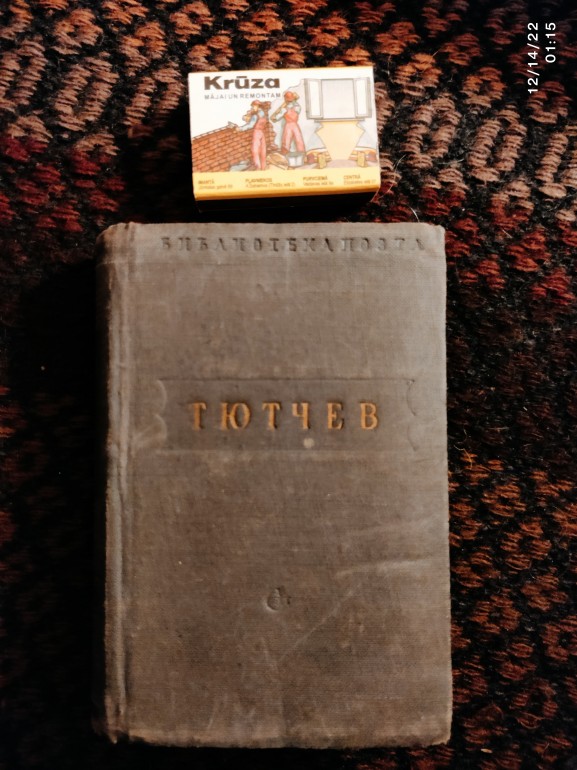 12/14/22
01:15
Krūza
MĀJAI UN REMONTAM
БИБЛИОТЕКА ПОЭТА
ТЮТЧЕВ